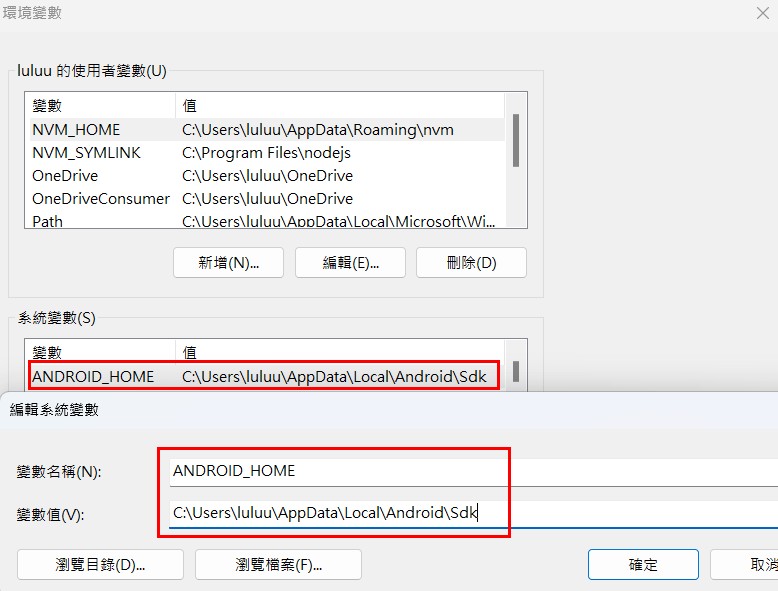 環境變數
luluu 的使用者變數(U)
變數 值
NVM_HOME C:\Users\luluu\AppData\Roaming\nvm
NVM_SYMLINK C:\Program Files\nodejs
OneDrive C:\Users\luluu\OneDrive
OneDriveConsumer C:\Users\luluu\OneDrive
Path C:\Users\luluu\AppData\Local\Microsoft\Wi...
新增(N)... 編輯(E)... 刪除(D)
系統變數(S)
變數 值
ANDROID_HOME C:\Users\luluu\AppData\Local\Android\Sdk
編輯系統變數
變數名稱(N): ANDROID_HOME
變數值(V): C:\Users\luluu\AppData\Local\Android\Sdk
瀏覽目錄(D)... 瀏覽檔案(F)... 確定 取消